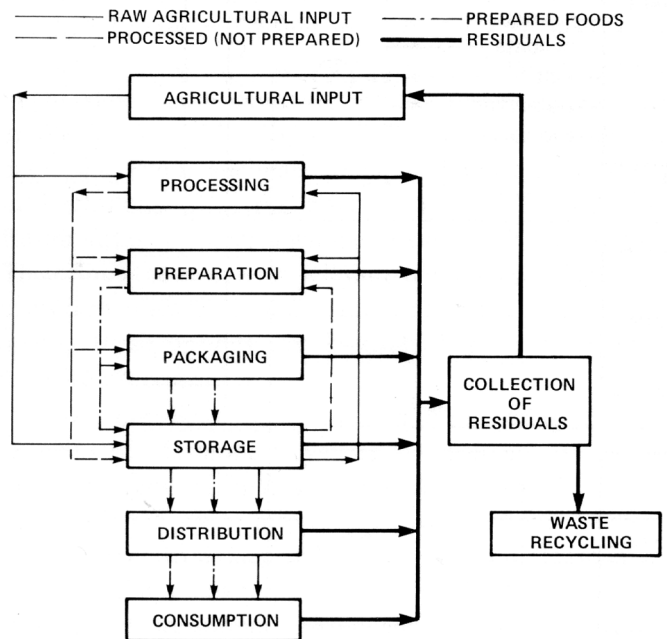 RAW AGRICULTURAL INPUT
PREPARED FOODS
PROCESSED (NOT PREPARED)
RESIDUALS
AGRICULTURAL INPUT
PROCESSING
PREPARATION
PACKAGING
COLLECTION
OF
RESIDUALS
STORAGE
DISTRIBUTION
WASTE
RECYCLING
CONSUMPTION